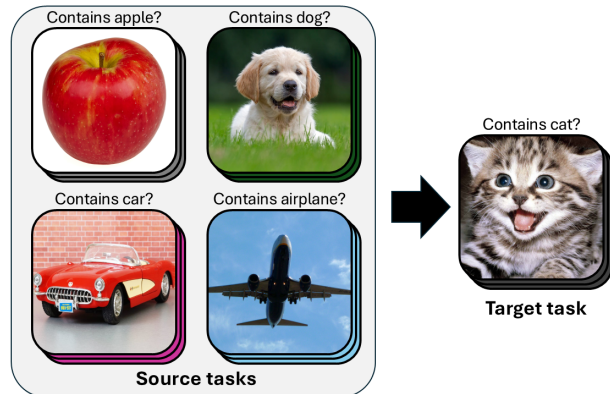 Contains apple?
Contains dog?
Contains car?
Contains airplane?
Source tasks
Contains cat?
Target task